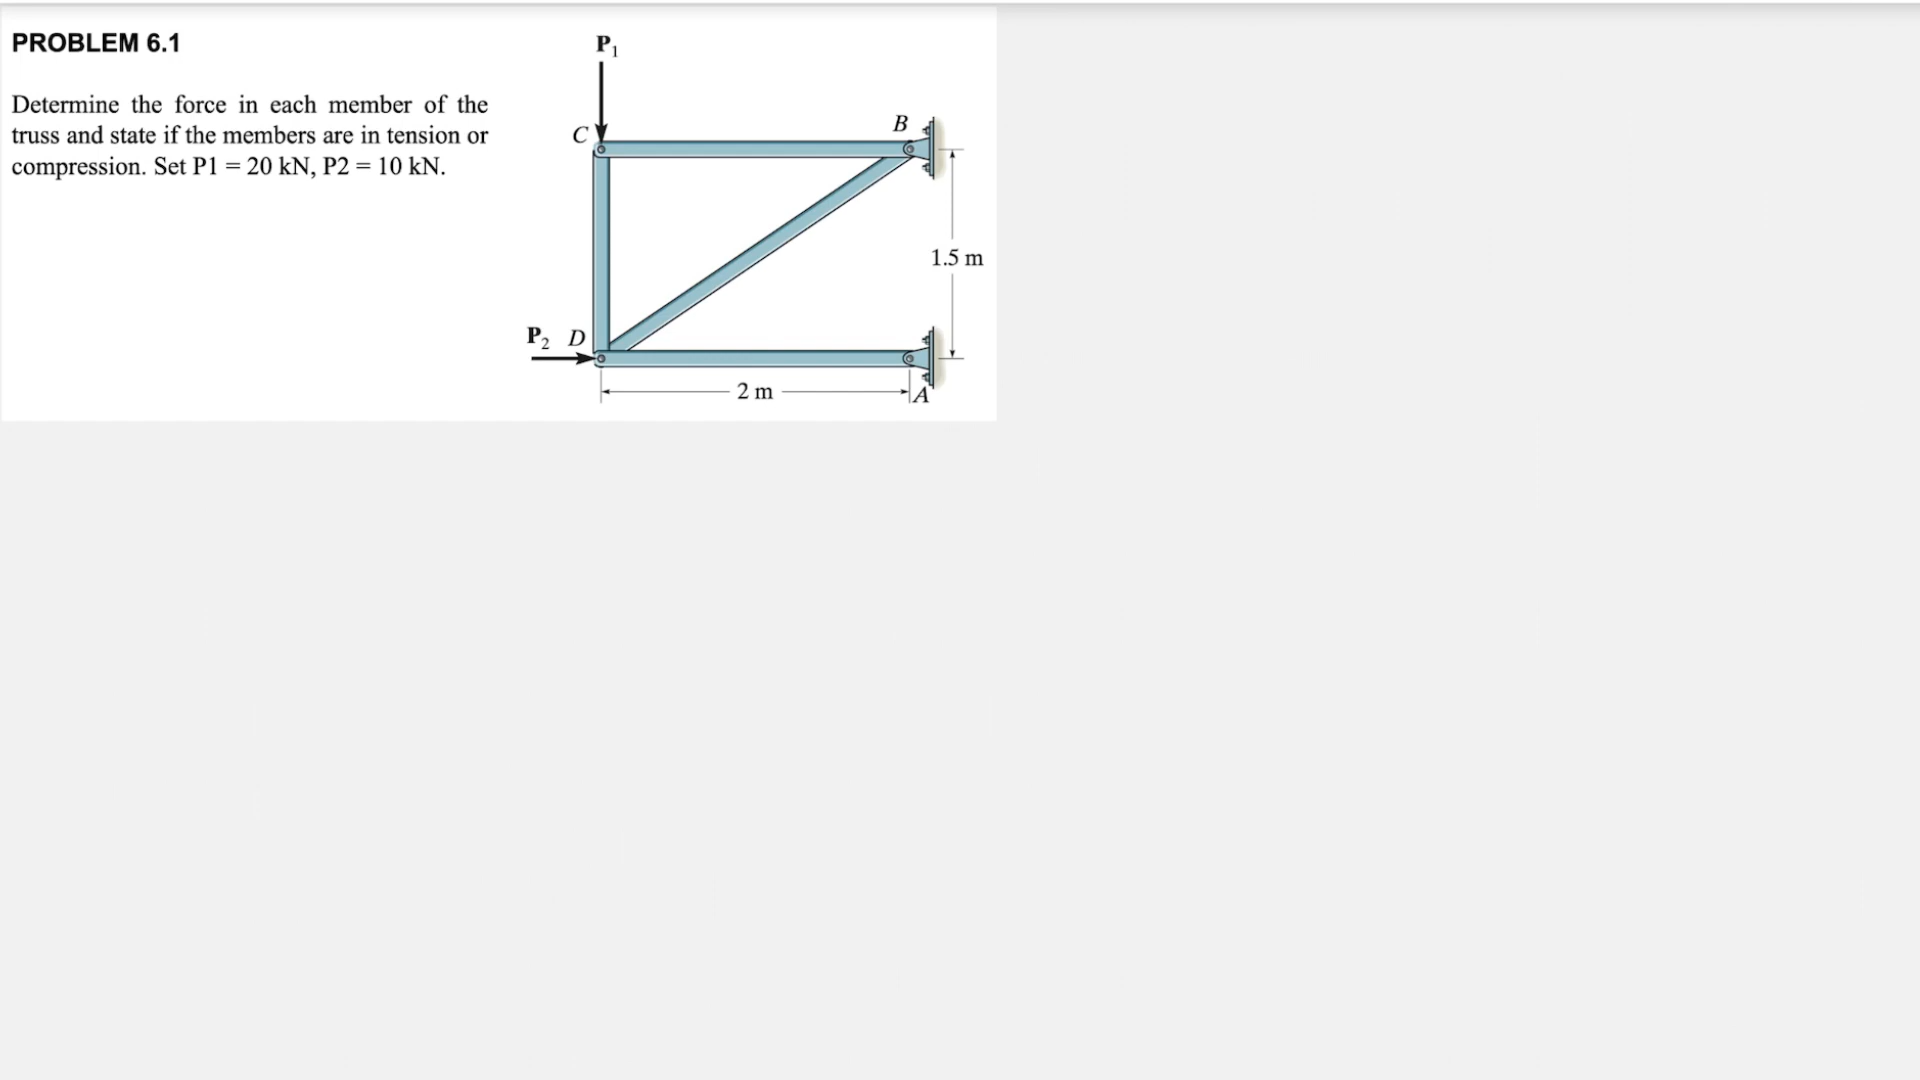 PROBLEM 6.1
Determine the force in each member of the
truss and state if the members are in tension or
compression. Set P1 = 20 kN, P2 = 10 kN.
P₁
C
B
1.5 m
P₂ D
2 m
A